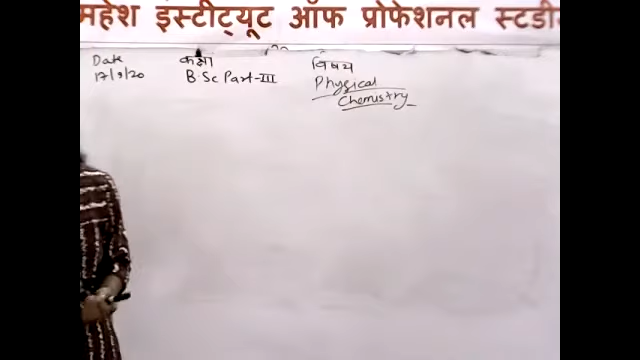 महेश इंस्टीट्यूट ऑफ प्रोफेशनल स्टडी
Date कक्षा विषय
17/9/20 B.Sc Part-III Physical
Chemistry